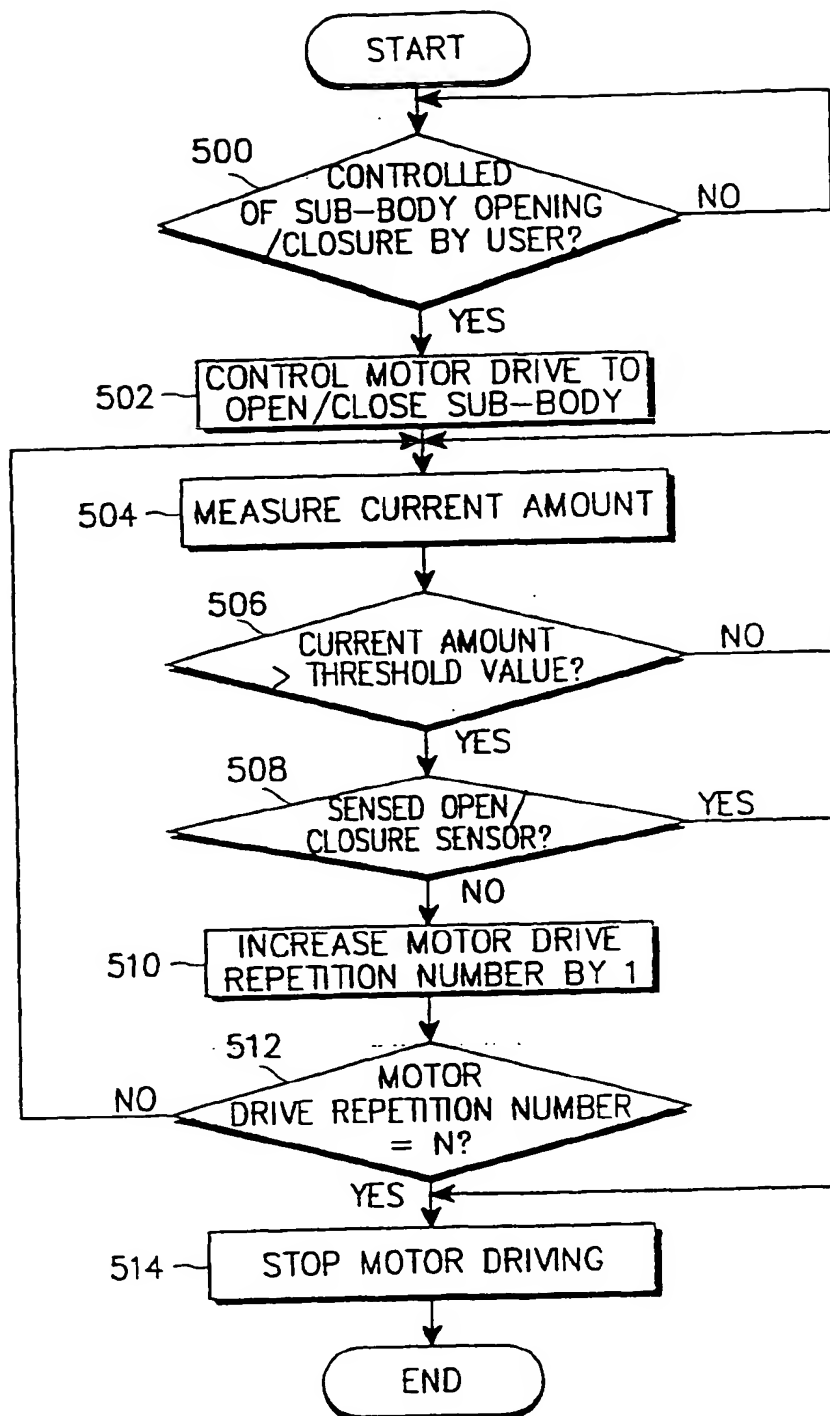 START
500
CONTROLLED
OF SUB-BODY OPENING
/CLOSURE BY USER?
NO
YES
502
CONTROL MOTOR DRIVE TO
OPEN/CLOSE SUB-BODY
504
MEASURE CURRENT AMOUNT
506
CURRENT AMOUNT
> THRESHOLD VALUE?
NO
YES
508
SENSED OPEN/
CLOSURE SENSOR?
YES
NO
510
INCREASE MOTOR DRIVE
REPETITION NUMBER BY 1
512
MOTOR
DRIVE REPETITION NUMBER
= N?
NO
YES
514
STOP MOTOR DRIVING
END